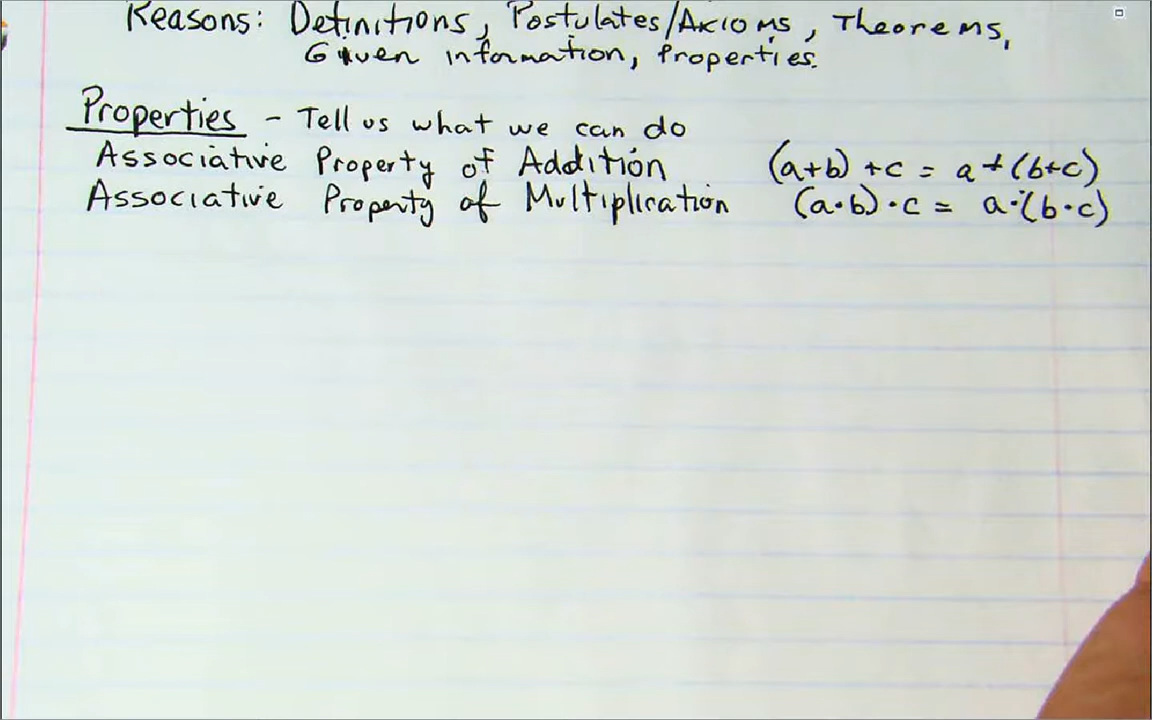 Reasons: Definitions, Postulates/Axioms, Theorems,
Given information, Properties.
Properties - Tell us what we can do
Associative Property of Addition (a+b)+c = a+(b+c)
Associative Property of Multiplication (a·b)·c = a·(b·c)